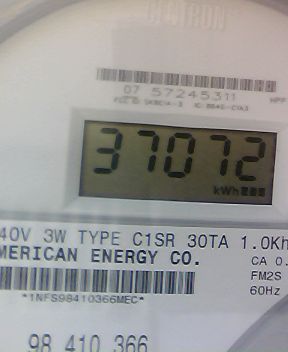 CENTRON
07 57245311
37072
kWh
40V 3W TYPE C1SR 30TA 1.0Kh
MERICAN ENERGY CO.
CA 0.
FM2S
60Hz
*1NFS98410366MEC*
98 410 366